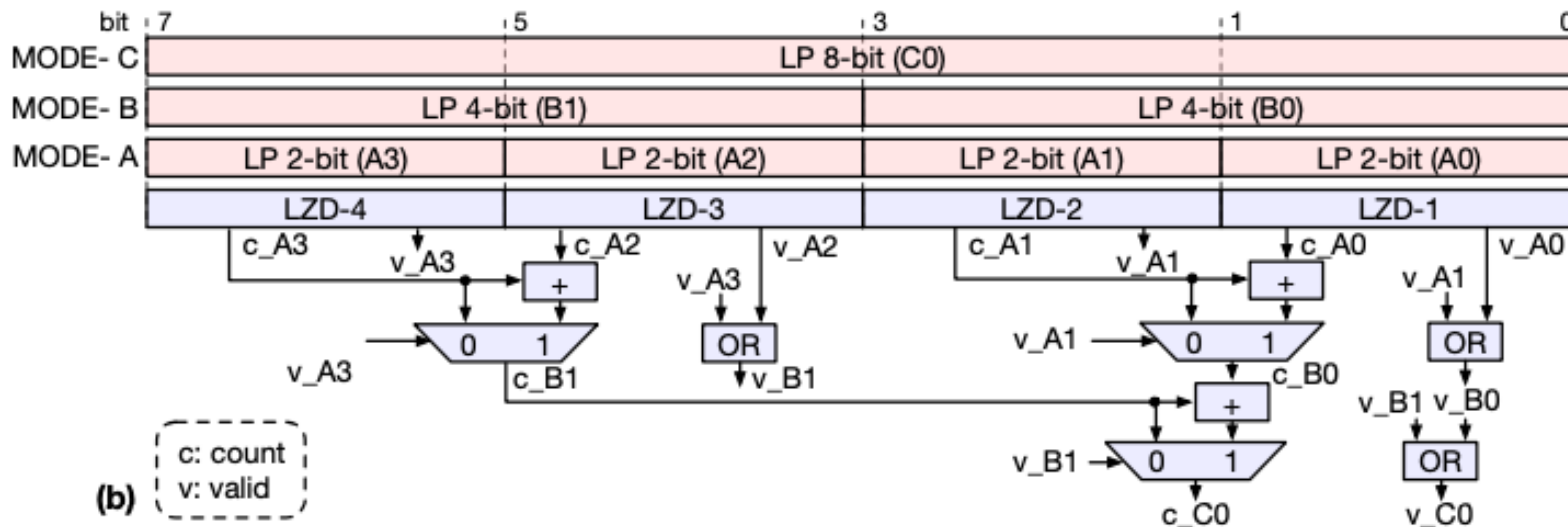 bit 7 5 3 1 0
MODE- C LP 8-bit (C0)
MODE- B LP 4-bit (B1) LP 4-bit (B0)
MODE- A LP 2-bit (A3) LP 2-bit (A2) LP 2-bit (A1) LP 2-bit (A0)
LZD-4 LZD-3 LZD-2 LZD-1
c_A3 v_A3 c_A2 v_A2 c_A1 v_A1 c_A0 v_A0
+ v_A3 + v_A1
v_A3 0 1 OR v_A1 0 1 OR
c_B1 v_B1 c_B0
+ v_B1 v_B0
v_B1 0 1 OR
c_C0 v_C0
c: count
v: valid
(b)